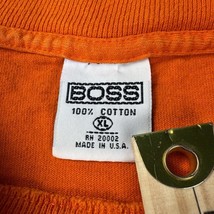 BOSS
100% COTTON
XL
RN 20002
MADE IN U.S.A.